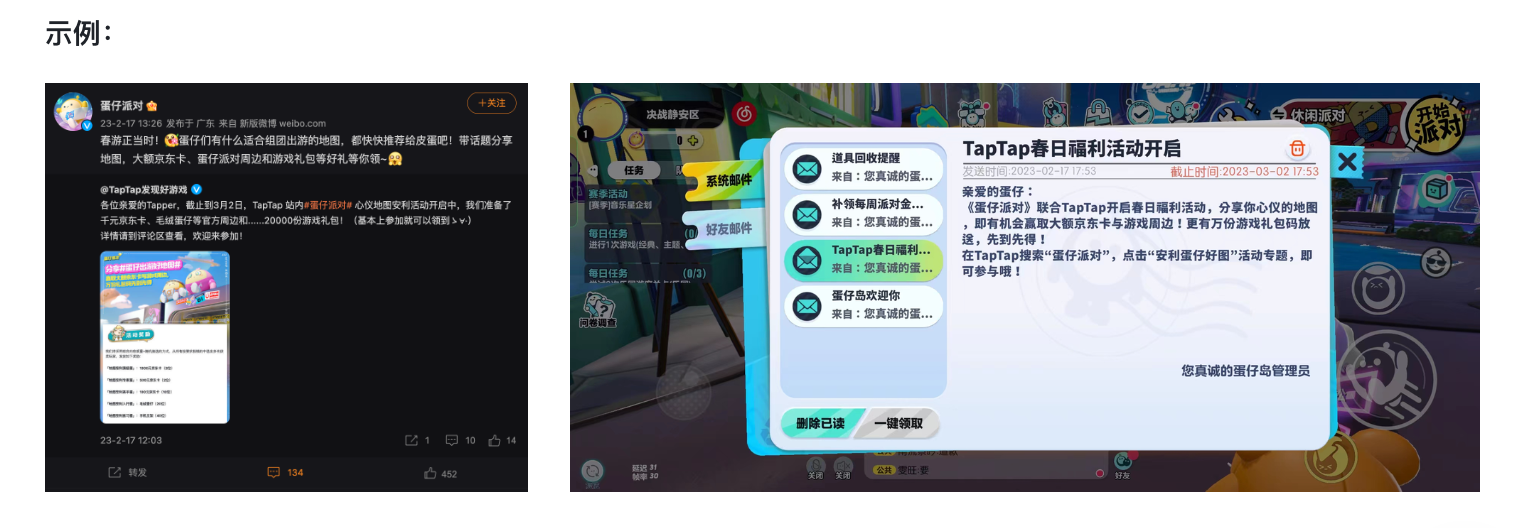 示例：
蛋仔派对
+关注
23-2-17 13:26 发布于 广东 来自 新版微博 weibo.com
春游正当时！蛋仔们有什么适合组团出游的地图，都快快推荐给皮蛋吧！带话题分享
地图，大额京东卡、蛋仔派对周边和游戏礼包等好礼等你领~
@TapTap发现好游戏
各位亲爱的Tapper，截止到3月2日，TapTap 站内#蛋仔派对# 心仪地图安利活动开启中，我们准备了
千元京东卡、毛绒蛋仔等官方周边和......20000份游戏礼包！（基本上参加就可以领到
详情请到评论区查看，欢迎来参加！
活动奖励
23-2-17 12:03
1
10
14
转发
134
452
决战静安区
1
0
任务
赛季活动
[赛季]音乐星企划
每日任务
进行1次游戏(经典、主题、
每日任务
(0/3)
问卷调查
系统邮件
好友邮件
道具回收提醒
来自：您真诚的蛋...
补领每周派对金...
来自：您真诚的蛋...
TapTap春日福利...
来自：您真诚的蛋...
蛋仔岛欢迎你
来自：您真诚的蛋...
删除已读
一键领取
TapTap春日福利活动开启
发送时间:2023-02-17 17:53
截止时间:2023-03-02 17:53
亲爱的蛋仔：
《蛋仔派对》联合TapTap开启春日福利活动，分享你心仪的地图
，即有机会赢取大额京东卡与游戏周边！更有万份游戏礼包码放
送，先到先得！
在TapTap搜索“蛋仔派对”，点击“安利蛋仔好图”活动专题，即
可参与哦！
您真诚的蛋仔岛管理员
休闲派对
开始
派对
延迟 31
帧率 30
关闭
关闭
公共
雯旺:要
好友